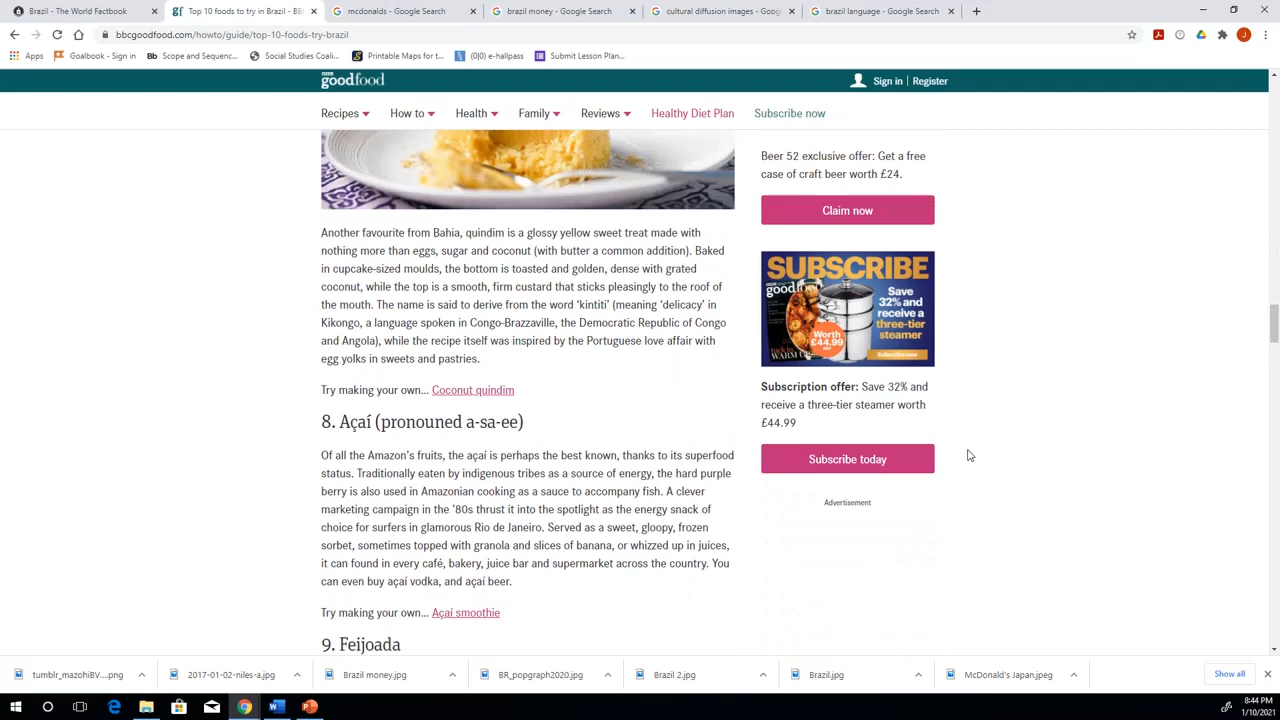 Brazil - The World Factbook
Top 10 foods to try in Brazil - BB
mcdonalds - Google Search
brazil money - Google Search
cultural diffusion images - Goog
brazil language - Google Search
bbcgoodfood.com/howto/guide/top-10-foods-try-brazil
J
Apps
Goalbook - Sign in
Bb Scope and Sequenc...
Social Studies Coali...
Printable Maps for t...
(0|0) e-hallpass
Submit Lesson Plan...
BBC
goodfood
Sign in | Register
Recipes
How to
Health
Family
Reviews
Healthy Diet Plan
Subscribe now
Another favourite from Bahia, quindim is a glossy yellow sweet treat made with
nothing more than eggs, sugar and coconut (with butter a common addition). Baked
in cupcake-sized moulds, the bottom is toasted and golden, dense with grated
coconut, while the top is a smooth, firm custard that sticks pleasingly to the roof of
the mouth. The name is said to derive from the word 'kintiti' (meaning 'delicacy' in
Kikongo, a language spoken in Congo-Brazzaville, the Democratic Republic of Congo
and Angola), while the recipe itself was inspired by the Portuguese love affair with
egg yolks in sweets and pastries.
Try making your own... Coconut quindim
8. Açaí (pronounced a-sa-ee)
Of all the Amazon's fruits, the açaí is perhaps the best known, thanks to its superfood
status. Traditionally eaten by indigenous tribes as a source of energy, the hard purple
berry is also used in Amazonian cooking as a sauce to accompany fish. A clever
marketing campaign in the '80s thrust it into the spotlight as the energy snack of
choice for surfers in glamorous Rio de Janeiro. Served as a sweet, gloopy, frozen
sorbet, sometimes topped with granola and slices of banana, or whizzed up in juices,
it can found in every café, bakery, juice bar and supermarket across the country. You
can even buy açaí vodka, and açaí beer.
Try making your own... Açaí smoothie
9. Feijoada
Beer 52 exclusive offer: Get a free
case of craft beer worth £24.
Claim now
SUBSCRIBE
goodfood
Save
32% and
receive a
three-tier
steamer
Worth
£44.99
WARM
Subscribe now
Subscription offer: Save 32% and
receive a three-tier steamer worth
£44.99
Subscribe today
Advertisement
tumblr_mazohiBV....png
2017-01-02-niles-a.jpg
Brazil money.jpg
BR_popgraph2020.jpg
Brazil 2.jpg
Brazil.jpg
McDonald's Japan.jpeg
Show all
8:44 PM
1/10/2021